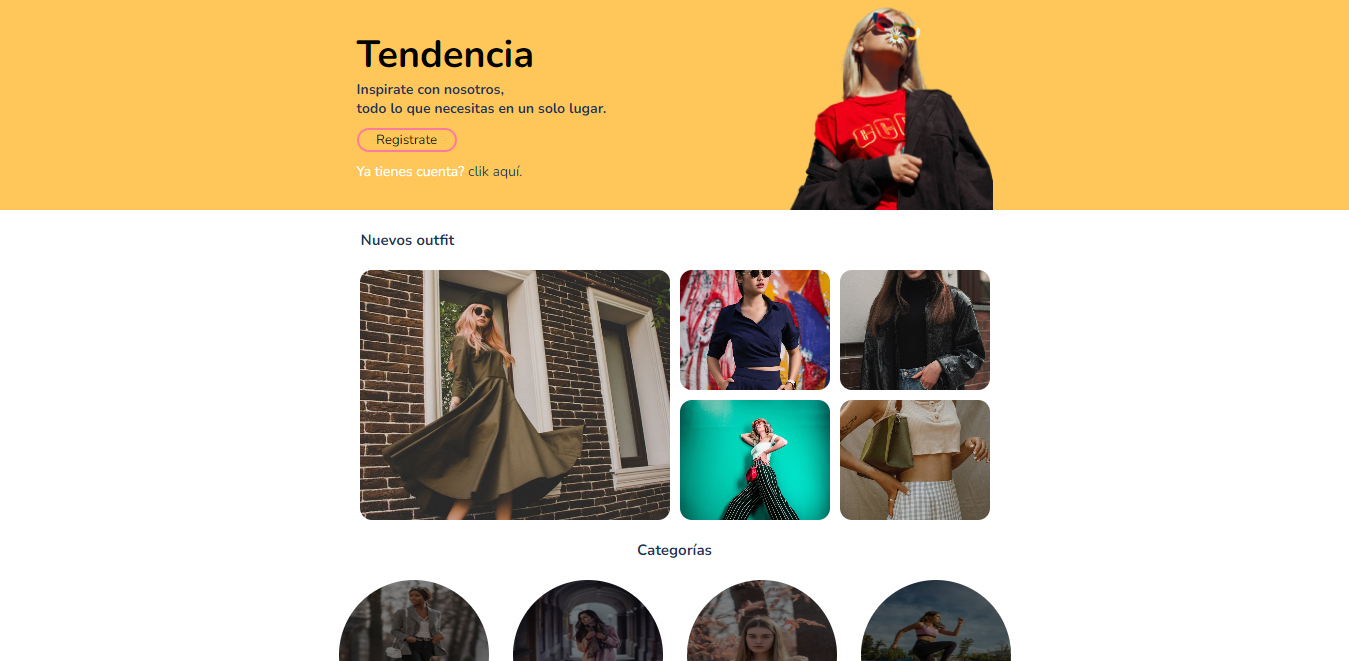 Tendencia
Inspirate con nosotros,
todo lo que necesitas en un solo lugar.
Registrate
Ya tienes cuenta? clik aquí.
Nuevos outfit
Categorías